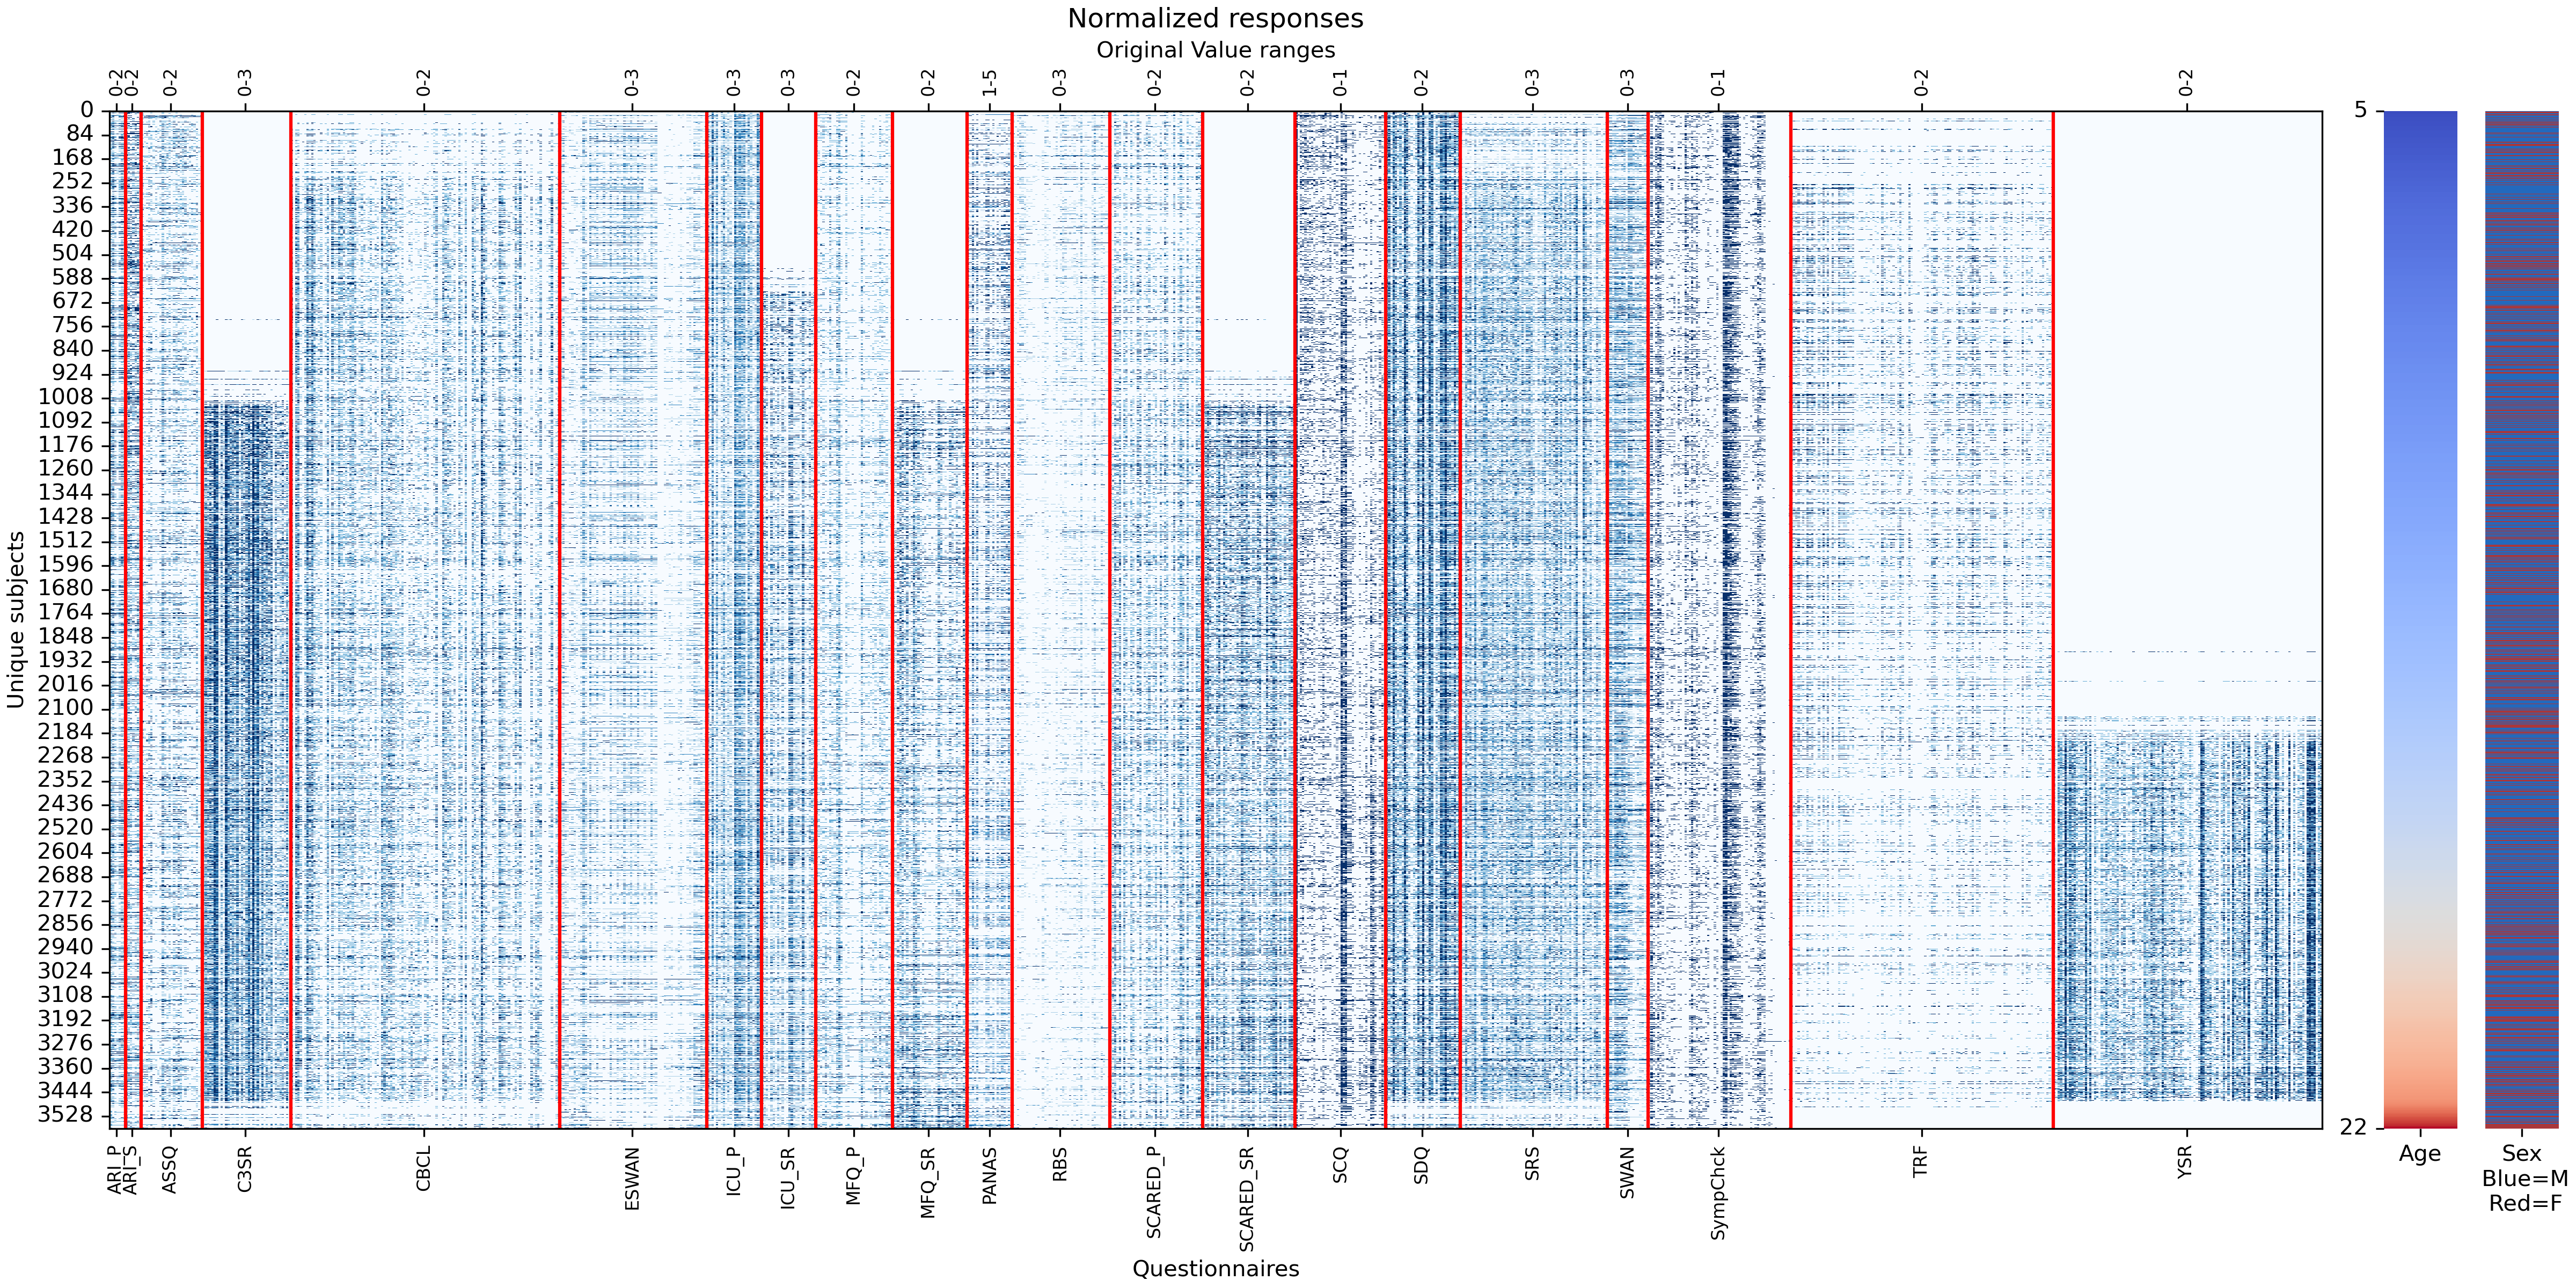 Normalized responses
Original Value ranges
0-2
0-2
0-2
0-3
0-2
0-3
0-3
0-3
0-2
0-2
1-5
0-3
0-2
0-2
0-1
0-2
0-3
0-3
0-1
0-2
0-2
Unique subjects
0
84
168
252
336
420
504
588
672
756
840
924
1008
1092
1176
1260
1344
1428
1512
1596
1680
1764
1848
1932
2016
2100
2184
2268
2352
2436
2520
2604
2688
2772
2856
2940
3024
3108
3192
3276
3360
3444
3528
ARI_P
ARI_S
ASSQ
C3SR
CBCL
ESWAN
ICU_P
ICU_SR
MFQ_P
MFQ_SR
PANAS
RBS
SCARED_P
SCARED_SR
SCQ
SDQ
SRS
SWAN
SympChck
TRF
YSR
Questionnaires
5
22
Age
Sex
Blue=M
Red=F